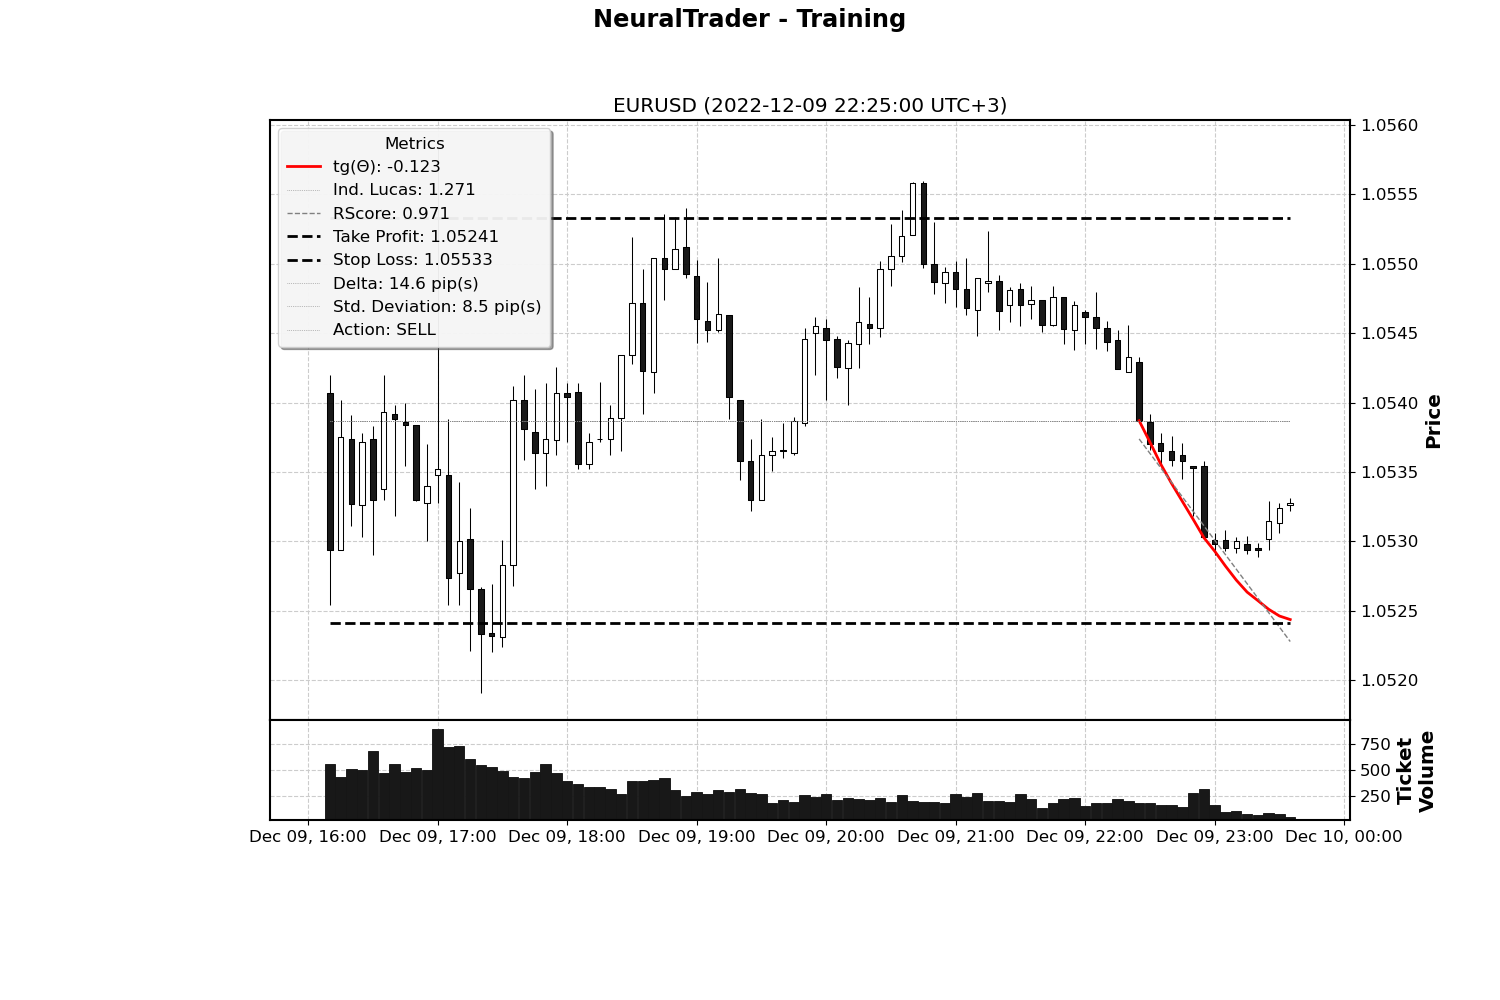 NeuralTrader - Training
EURUSD (2022-12-09 22:25:00 UTC+3)
Metrics
tg(Θ): -0.123
Ind. Lucas: 1.271
RScore: 0.971
Take Profit: 1.05241
Stop Loss: 1.05533
Delta: 14.6 pip(s)
Std. Deviation: 8.5 pip(s)
Action: SELL
1.0560
1.0555
1.0550
1.0545
1.0540
1.0535
1.0530
1.0525
1.0520
Price
750
500
250
Ticket
Volume
Dec 09, 16:00
Dec 09, 17:00
Dec 09, 18:00
Dec 09, 19:00
Dec 09, 20:00
Dec 09, 21:00
Dec 09, 22:00
Dec 09, 23:00
Dec 10, 00:00